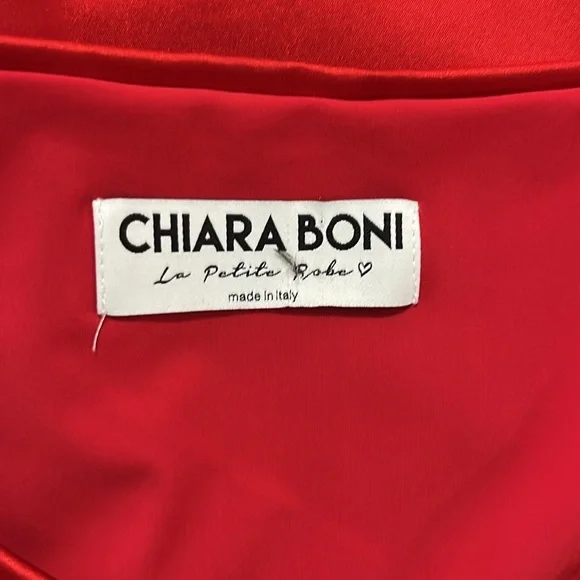 CHIARA BONI
La Petite Robe ♡
made in Italy